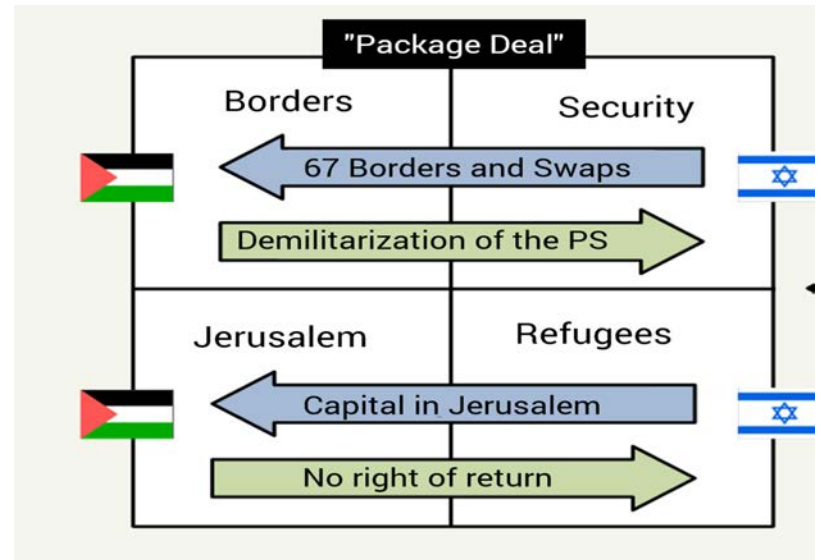 "Package Deal"
Borders
Security
67 Borders and Swaps
Demilitarization of the PS
Jerusalem
Refugees
Capital in Jerusalem
No right of return